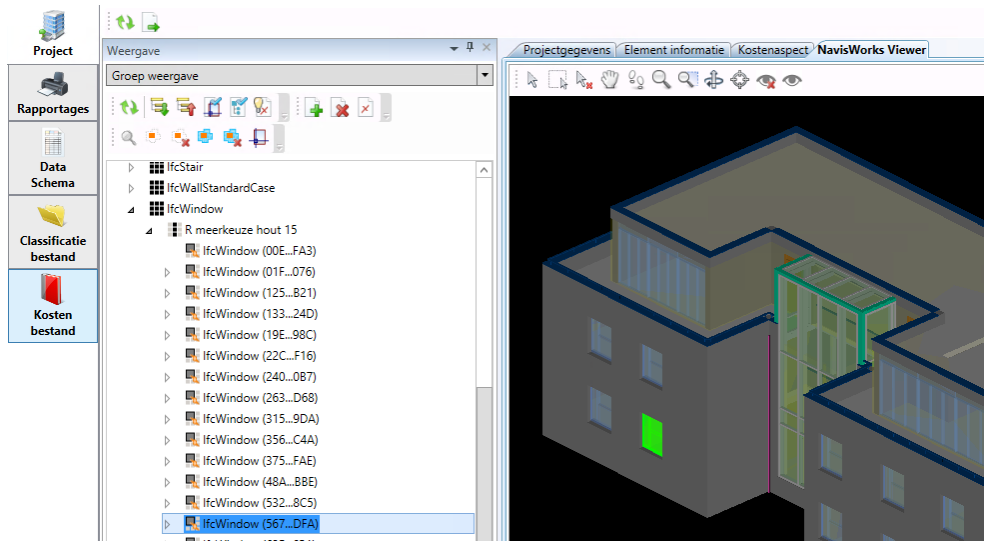 Project
Rapportages
Data
Schema
Classificatie
bestand
Kosten
bestand
Weergave
Groep weergave
IfcStair
IfcWallStandardCase
IfcWindow
R meerkeuze hout 15
IfcWindow (00E...FA3)
IfcWindow (01F...076)
IfcWindow (125...B21)
IfcWindow (133...24D)
IfcWindow (19E...98C)
IfcWindow (22C...F16)
IfcWindow (240...0B7)
IfcWindow (263...D68)
IfcWindow (315...9DA)
IfcWindow (356...C4A)
IfcWindow (375...FAE)
IfcWindow (48A...BBE)
IfcWindow (532...8C5)
IfcWindow (567...DFA)
Projectgegevens
Element informatie
Kostenaspect
NavisWorks Viewer